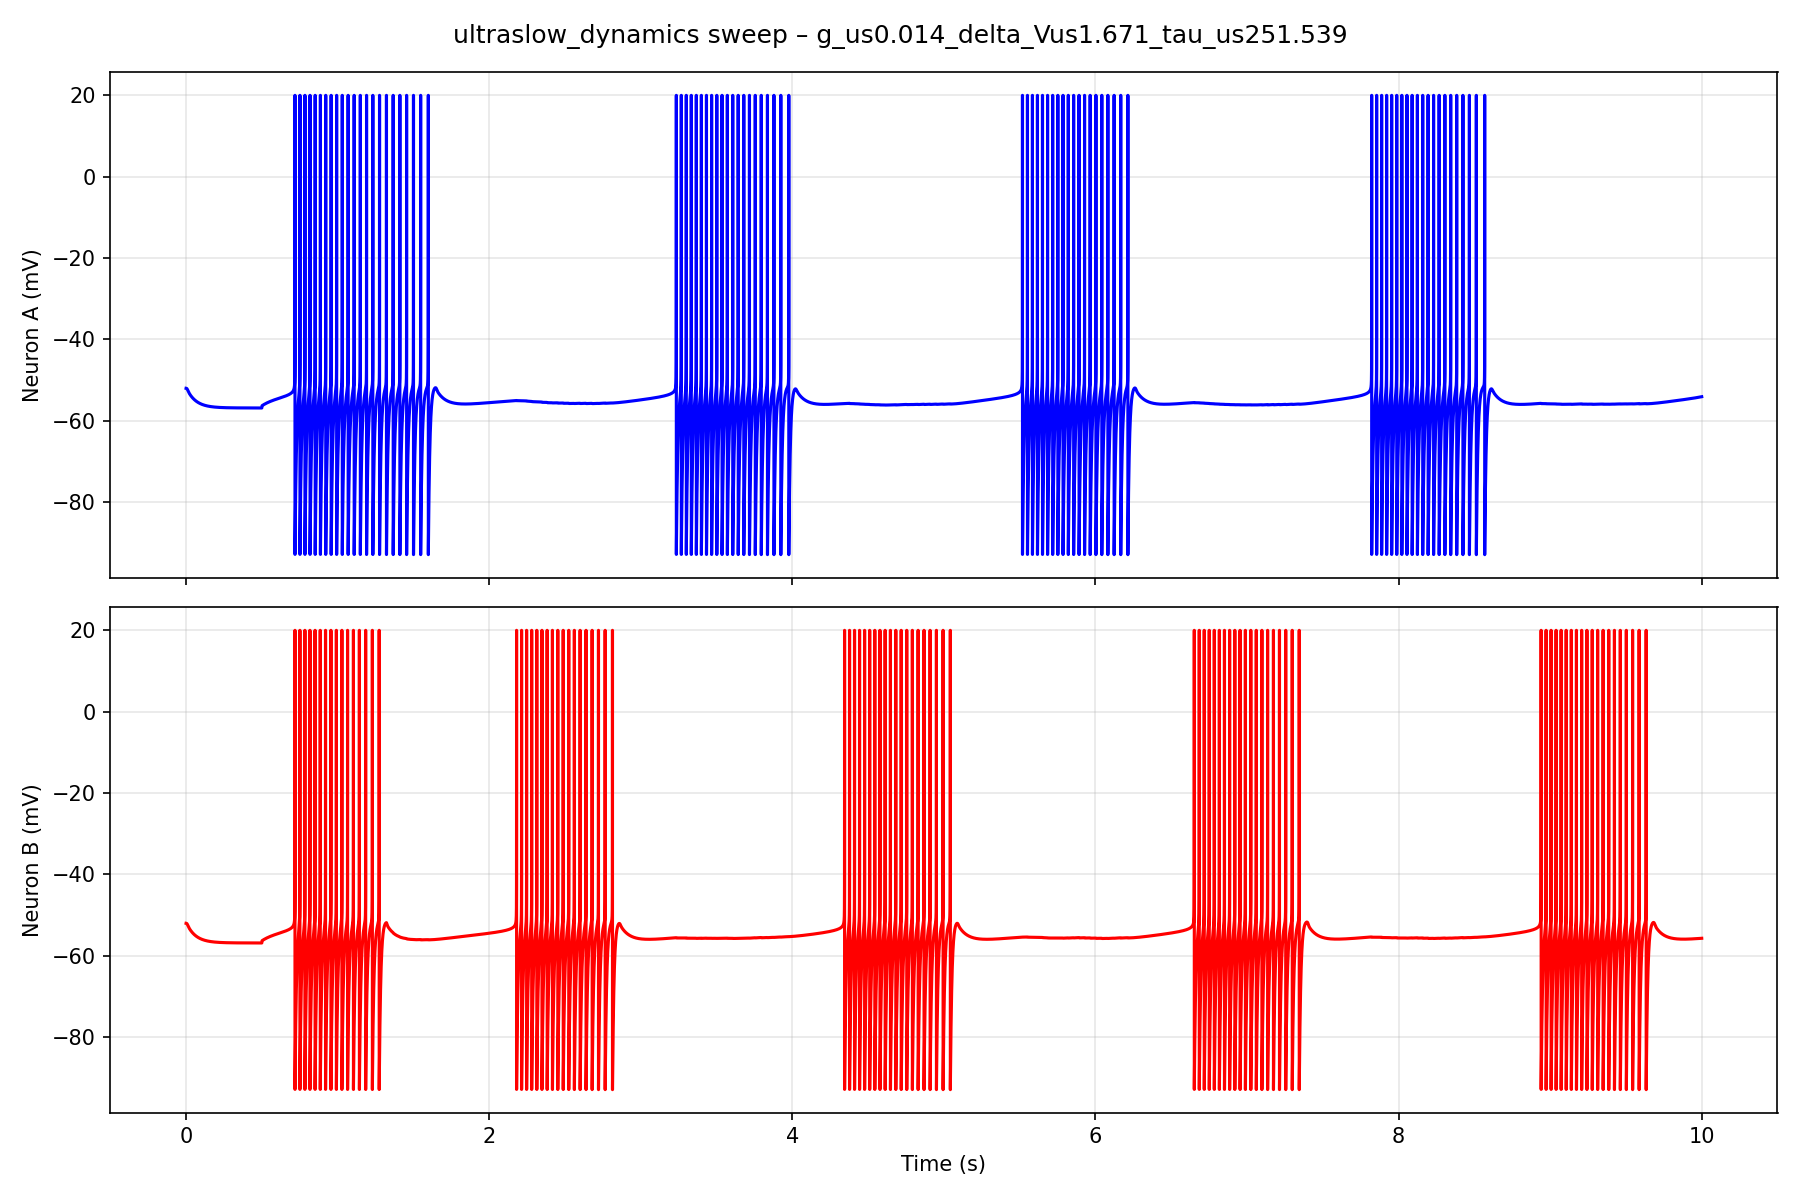 ultraslow_dynamics sweep – g_us0.014_delta_Vus1.671_tau_us251.539
20
0
−20
−40
−60
−80
Neuron A (mV)
20
0
−20
−40
−60
−80
Neuron B (mV)
0 2 4 6 8 10
Time (s)